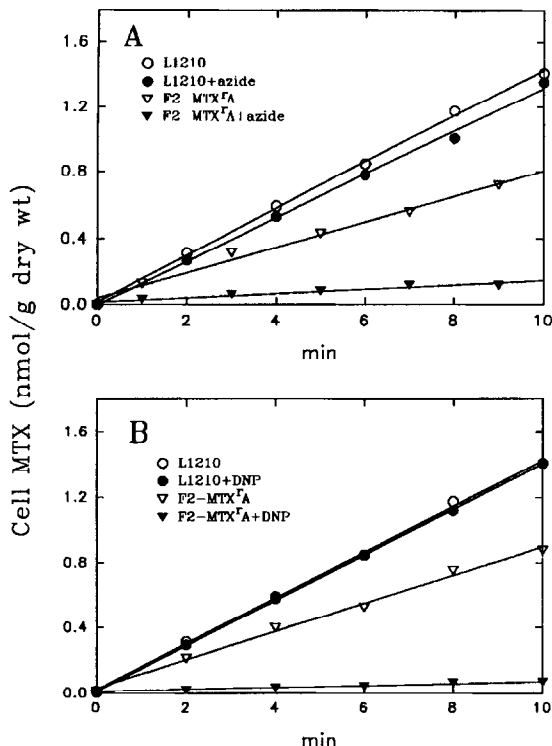 Cell MTX (nmol/g dry wt)
A
L1210
L1210+azide
F2 MTXʳA
F2 MTXʳA+azide
1.6
1.2
0.8
0.4
0.0
0 2 4 6 8 10
min
B
L1210
L1210+DNP
F2-MTXʳA
F2-MTXʳA+DNP
1.6
1.2
0.8
0.4
0.0
0 2 4 6 8 10
min